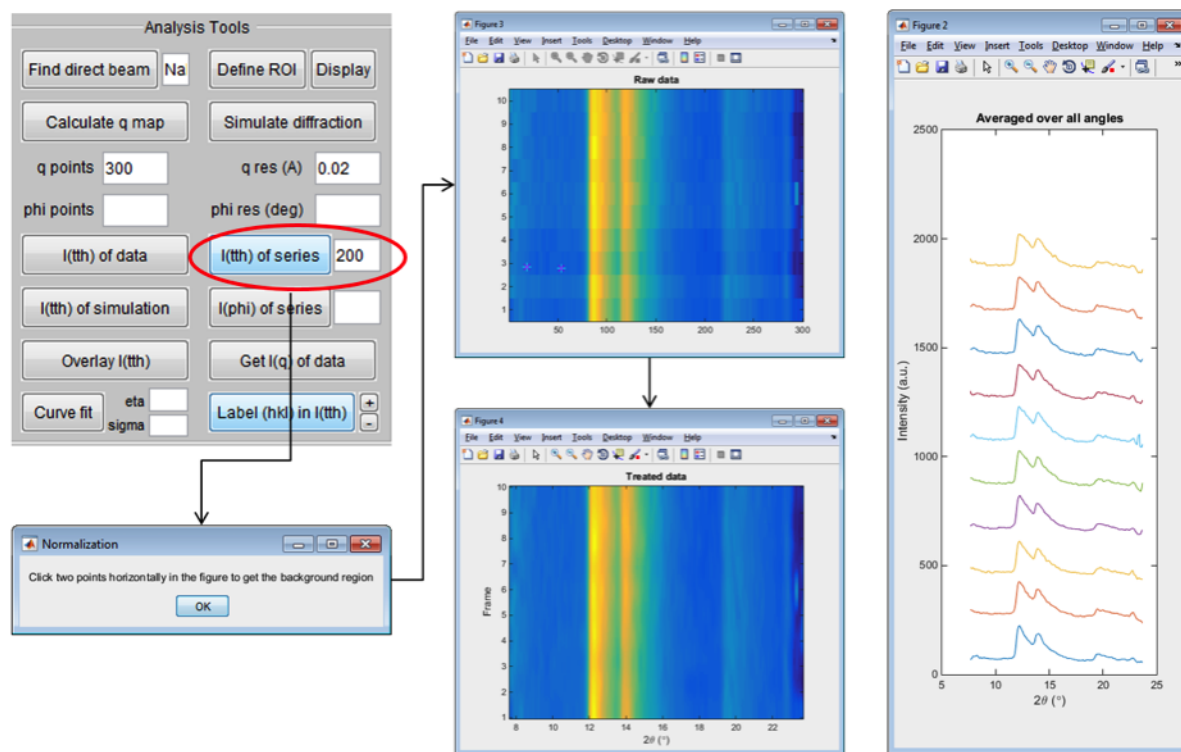 Analysis Tools
Find direct beam Na Define ROI Display
Calculate q map Simulate diffraction
q points 300 q res (A) 0.02
phi points phi res (deg)
I(tth) of data I(tth) of series 200
I(tth) of simulation I(phi) of series
Overlay I(tth) Get I(q) of data
Curve fit eta sigma Label (hkl) in I(tth) + -
Normalization
Click two points horizontally in the figure to get the background region
OK
Figure 3
File Edit View Insert Tools Desktop Window Help
Raw data
10
9
8
7
6
5
4
3
2
1
50 100 150 200 250 300
Figure 4
File Edit View Insert Tools Desktop Window Help
Treated data
10
9
8
7
6
5
4
3
2
1
Frame
8 10 12 14 16 18 20 22
2θ (°)
Figure 2
File Edit View Insert Tools Desktop Window Help
Averaged over all angles
2500
2000
1500
1000
500
0
Intensity (a.u.)
5 10 15 20 25
2θ (°)